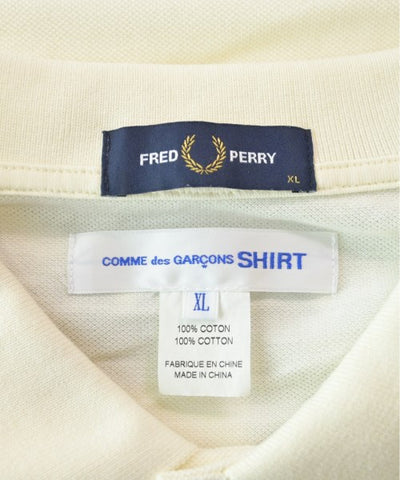 FRED PERRY
XL
COMME des GARÇONS SHIRT
XL
100% COTON
100% COTTON
FABRIQUE EN CHINE
MADE IN CHINA